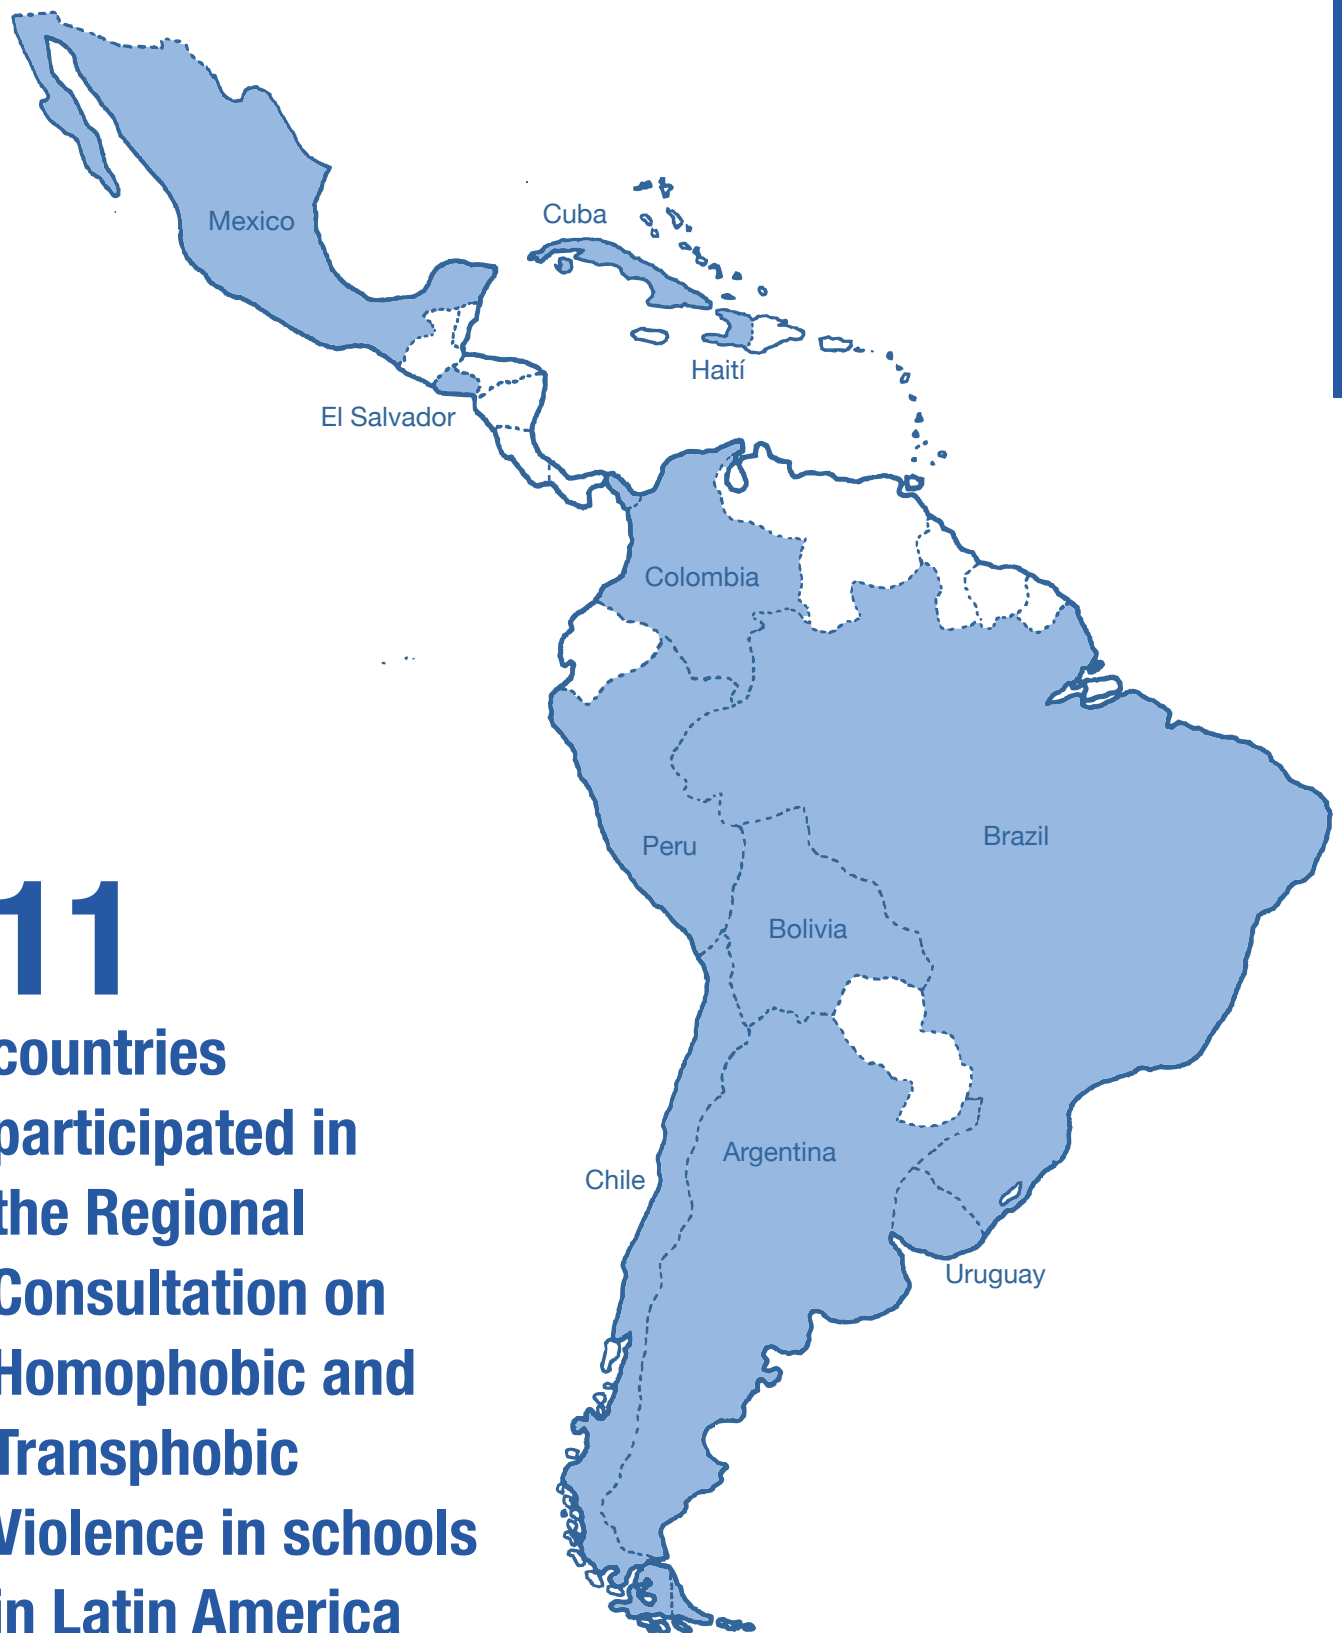 Mexico
Cuba
Haití
El Salvador
Colombia
Peru
Brazil
Bolivia
Argentina
Chile
Uruguay
11
countries
participated in
the Regional
Consultation on
Homophobic and
Transphobic
Violence in schools
in Latin America